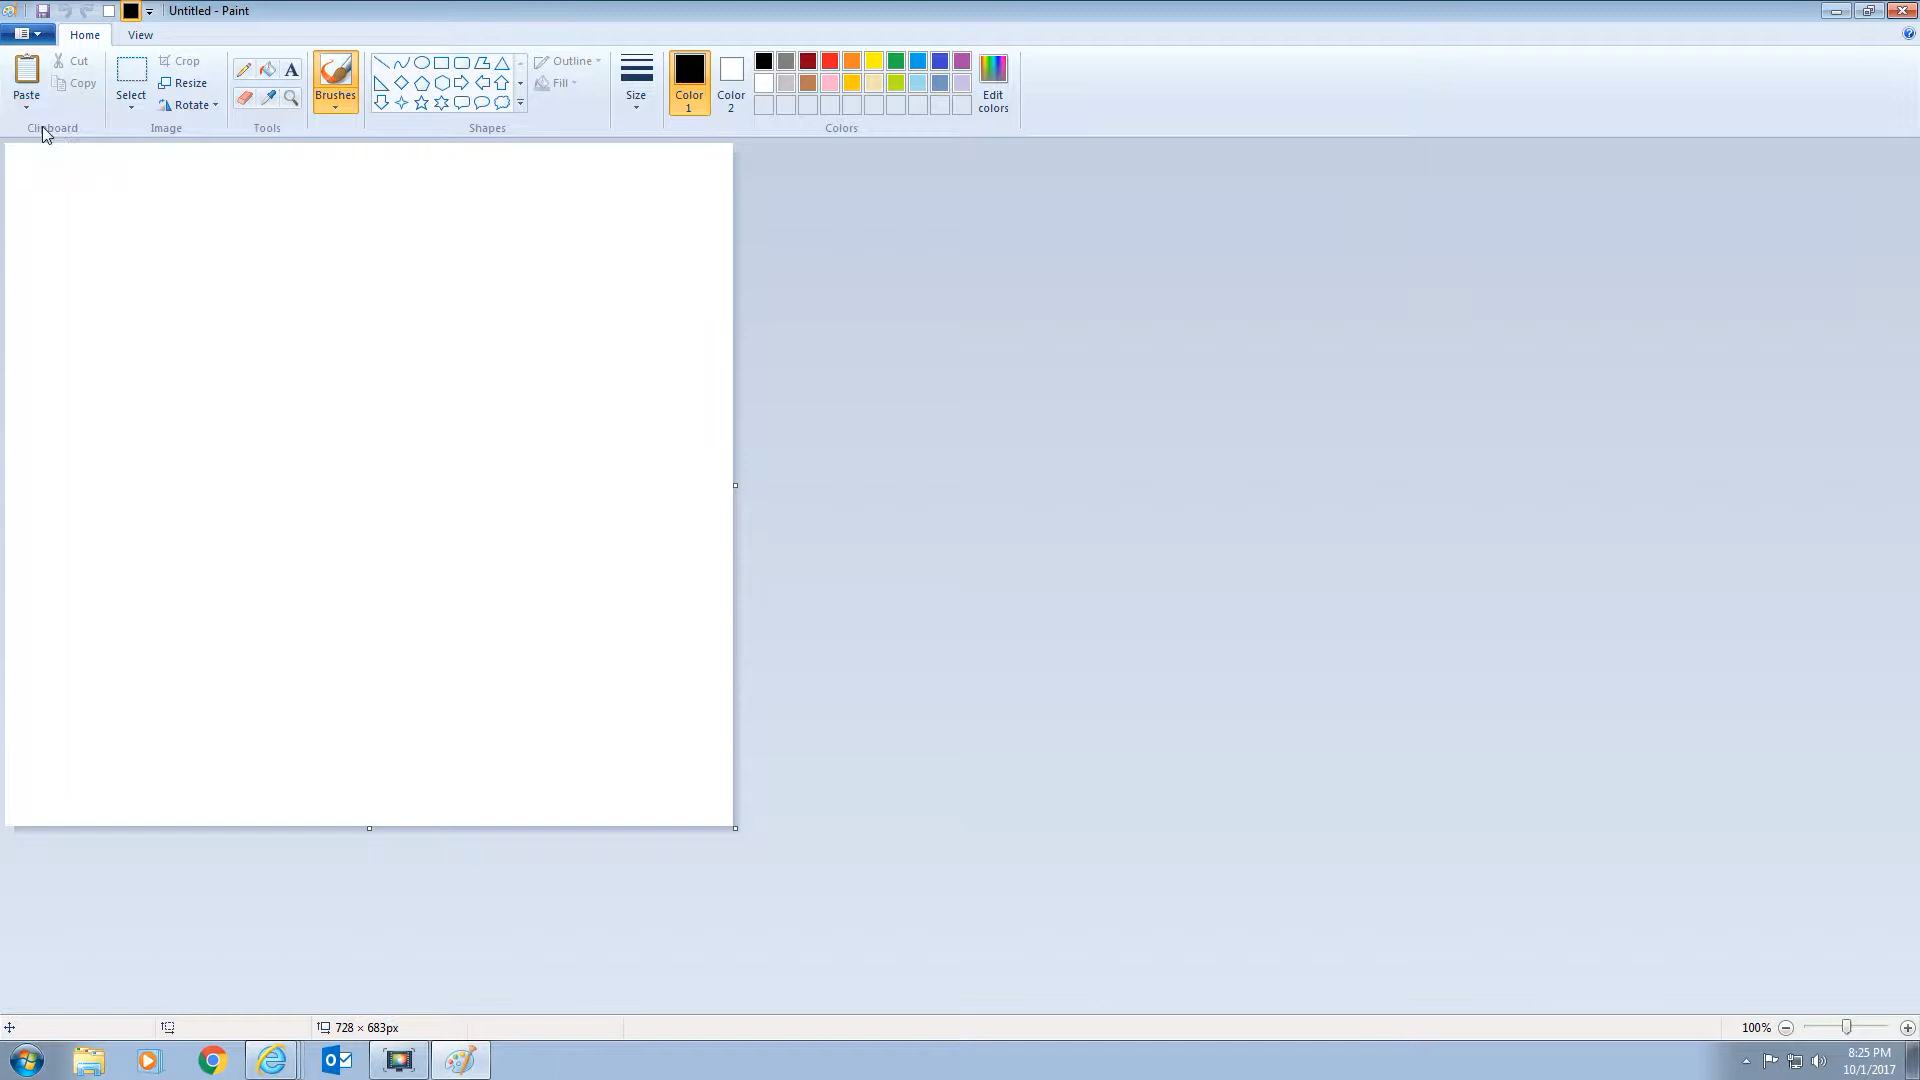 Untitled - Paint
Home View
Paste
Cut
Copy
Clipboard
Select
Crop
Resize
Rotate
Image
A
Tools
Brushes
Outline
Fill
Shapes
Size
Color 1
Color 2
Edit colors
Colors
728 × 683px
100%
8:25 PM
10/1/2017